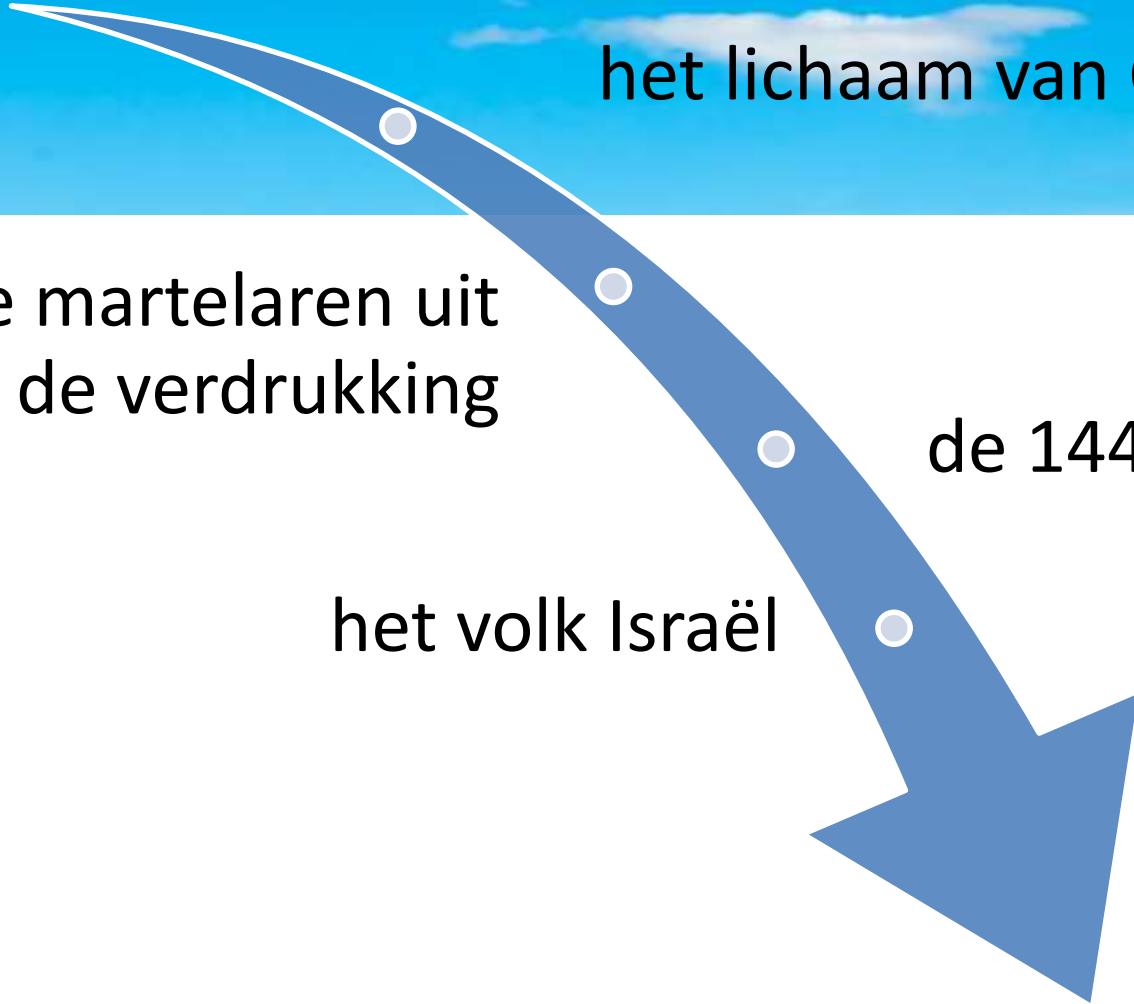 het lichaam van
martelaren uit
de verdrukking
de 144
het volk Israël